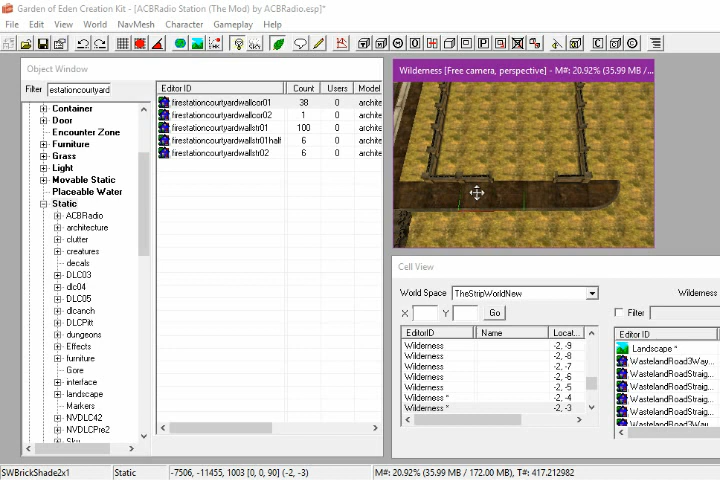 Garden of Eden Creation Kit - [ACBRadio Station (The Mod) by ACBRadio.esp]*
File Edit View World NavMesh Character Gameplay Help
Object Window
Filter estationcourtyard
Container
Door
Encounter Zone
Furniture
Grass
Light
Movable Static
Placeable Water
Static
ACBRadio
architecture
clutter
creatures
decals
DLC03
dlc04
DLC05
dlcanch
DLCPitt
dungeons
Effects
furniture
Gore
interface
landscape
Markers
NVDLC42
NVDLCPre2
Editor ID Count Users Model
firestationcourtyardwallcor01 38 0 archite
firestationcourtyardwallcor02 1 0 archite
firestationcourtyardwallstr01 100 0 archite
firestationcourtyardwallstr01half 6 0 archite
firestationcourtyardwallstr02 6 0 archite
Wilderness [Free camera, perspective] - M#: 20.92% (35.99 MB /...
Cell View
World Space TheStripWorldNew Wilderness
X Y Go Filter
EditorID Name Locat...
Wilderness -2, -9
Wilderness -2, -8
Wilderness -2, -7
Wilderness -2, -6
Wilderness -2, -5
Wilderness * -2, -4
Wilderness * -2, -3
Editor ID
Landscape *
WastelandRoad3Way...
WastelandRoadStraig...
WastelandRoadStraig...
WastelandRoadStraig...
WastelandRoadStraig...
WastelandRoad3Way
SWBrickShade2x1 Static -7506, -11455, 1003 [0, 0, 90] (-2, -3) M#: 20.92% (35.99 MB / 172.00 MB), T#: 417.212982